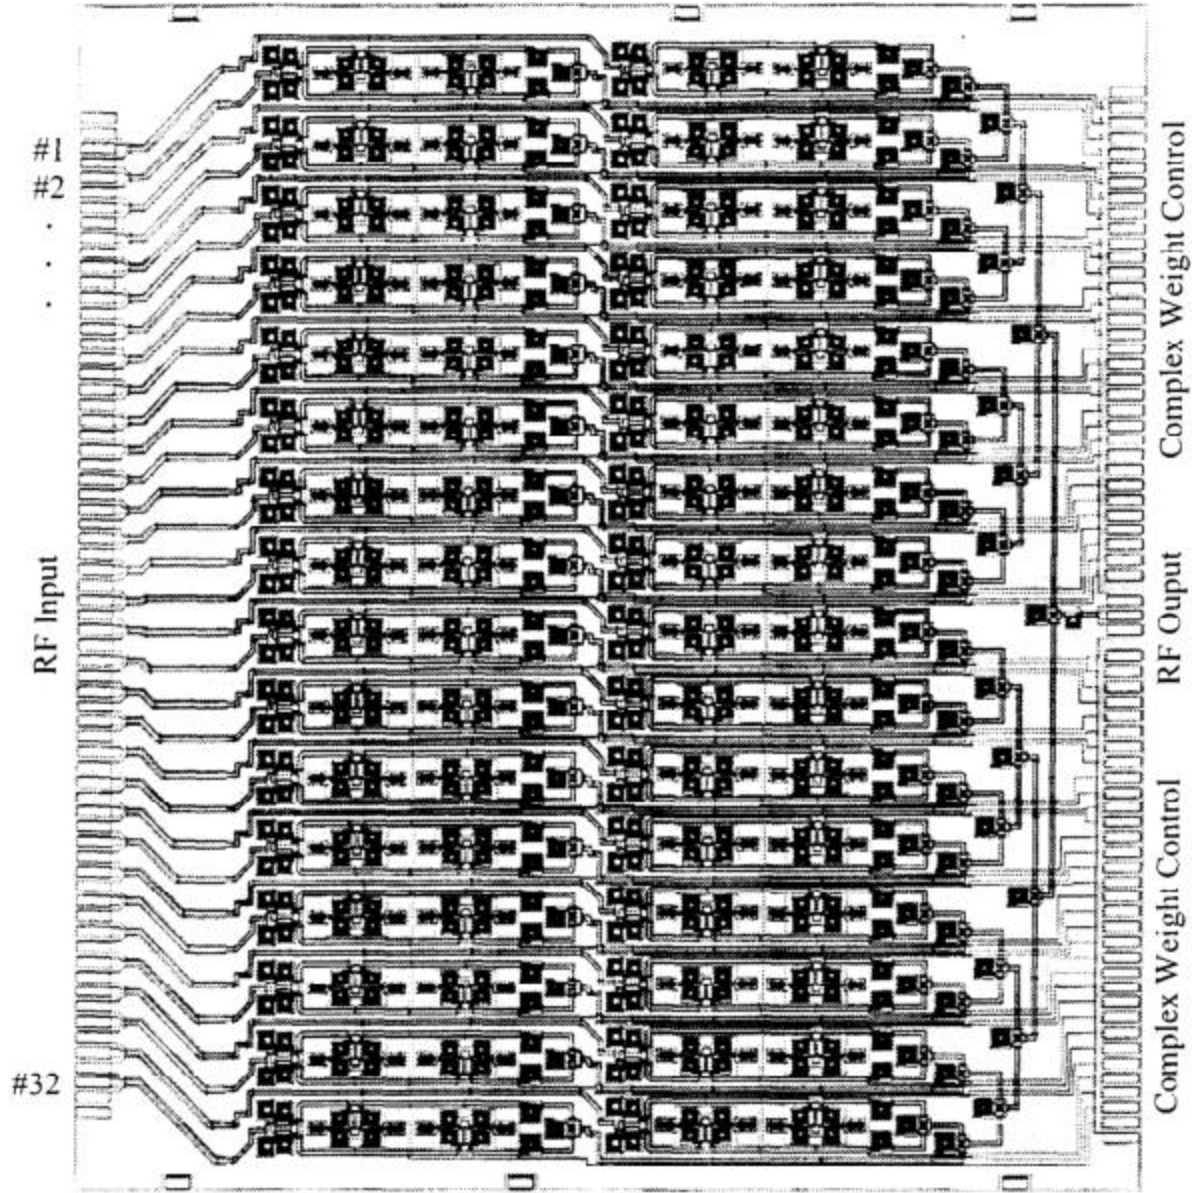 #1
#2
.
.
.
RF Input
#32
Complex Weight Control
RF Ouput
Complex Weight Control